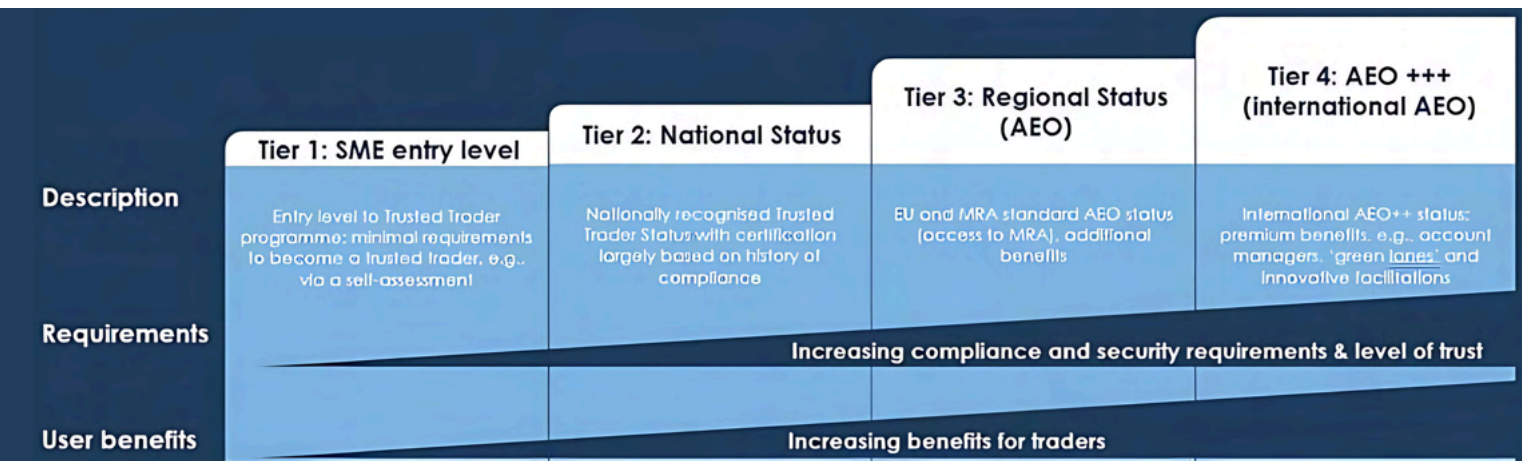 Tier 1: SME entry level
Tier 2: National Status
Tier 3: Regional Status
(AEO)
Tier 4: AEO +++
(international AEO)
Description
Entry level to Trusted Trader
programme: minimal requirements
to become a trusted trader, e.g.,
via a self-assessment
Nationally recognised Trusted
Trader Status with certification
largely based on history of
compliance
EU and MRA standard AEO status
(access to MRA), additional
benefits
International AEO++ status:
premium benefits, e.g., account
managers, 'green lanes' and
innovative facilitations
Requirements
Increasing compliance and security requirements & level of trust
User benefits
Increasing benefits for traders